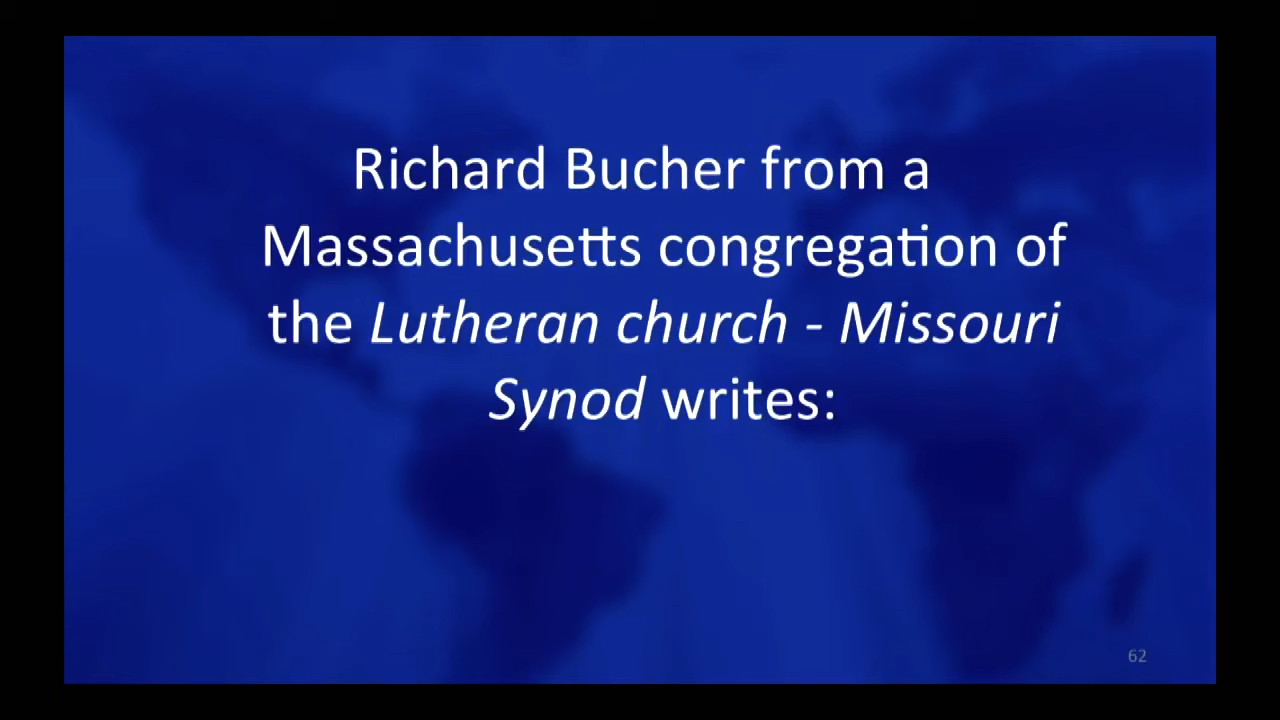 Richard Bucher from a
Massachusetts congregation of
the Lutheran church - Missouri
Synod writes:
62